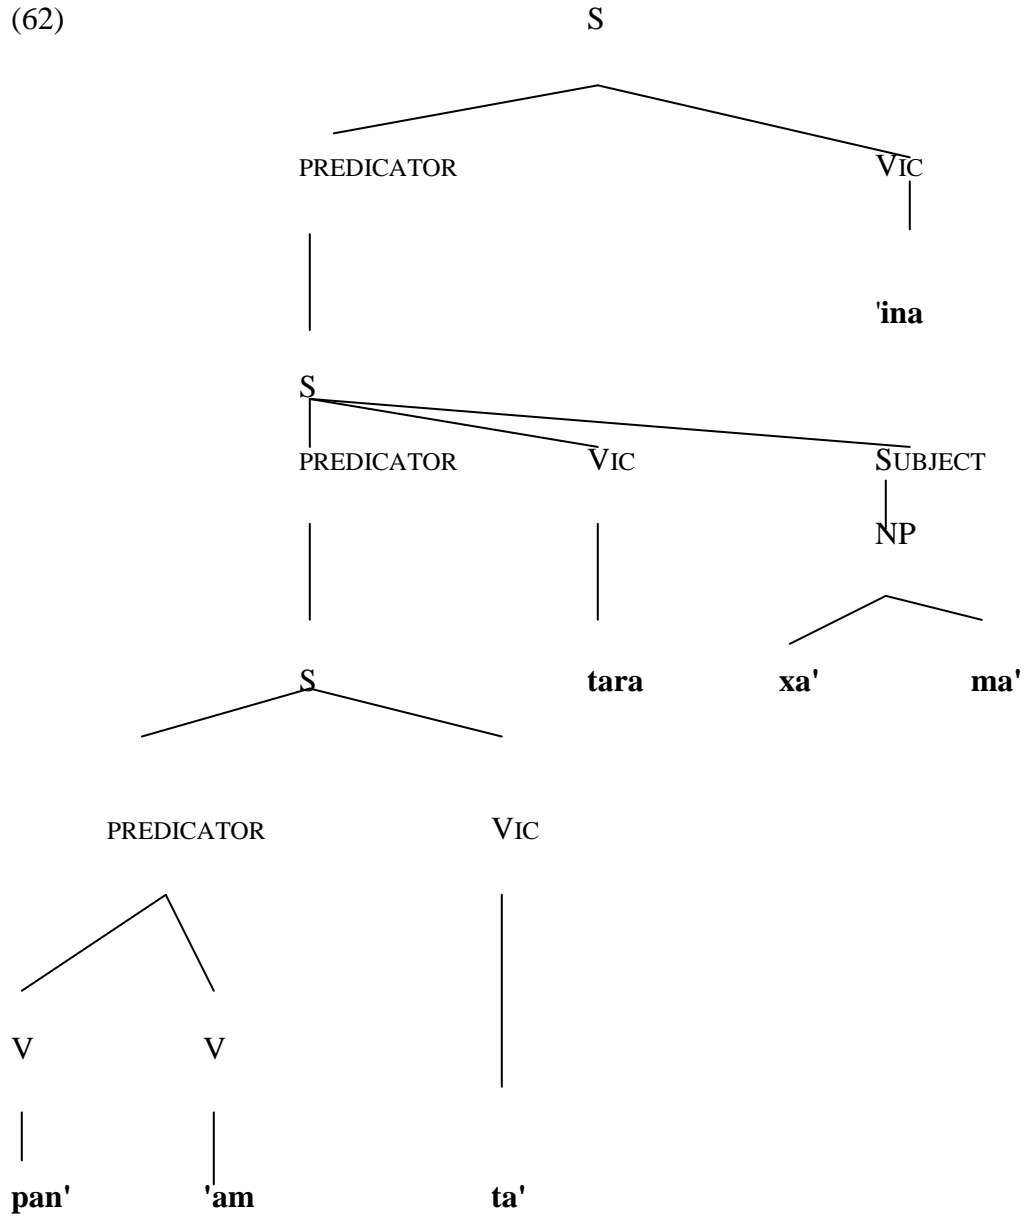 (62) S
PREDICATOR VIC
'ina
S
PREDICATOR VIC SUBJECT
NP
S tara xa' ma'
PREDICATOR VIC
V V
pan' 'am ta'